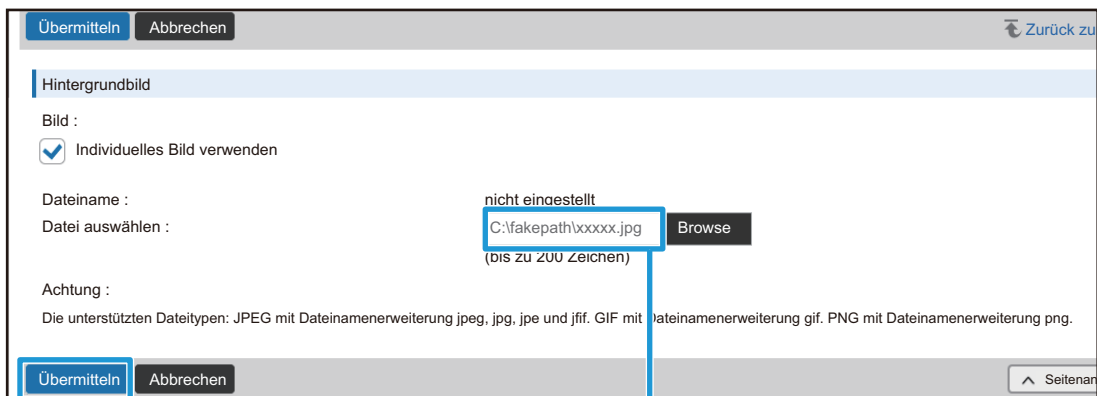 Übermitteln Abbrechen Zurück zu
Hintergrundbild
Bild :
Individuelles Bild verwenden
Dateiname : nicht eingestellt
Datei auswählen : C:\fakepath\xxxxx.jpg Browse
(bis zu 200 Zeichen)
Achtung :
Die unterstützten Dateitypen: JPEG mit Dateinamenerweiterung jpeg, jpg, jpe und jfif. GIF mit Dateinamenerweiterung gif. PNG mit Dateinamenerweiterung png.
Übermitteln Abbrechen Seitenan